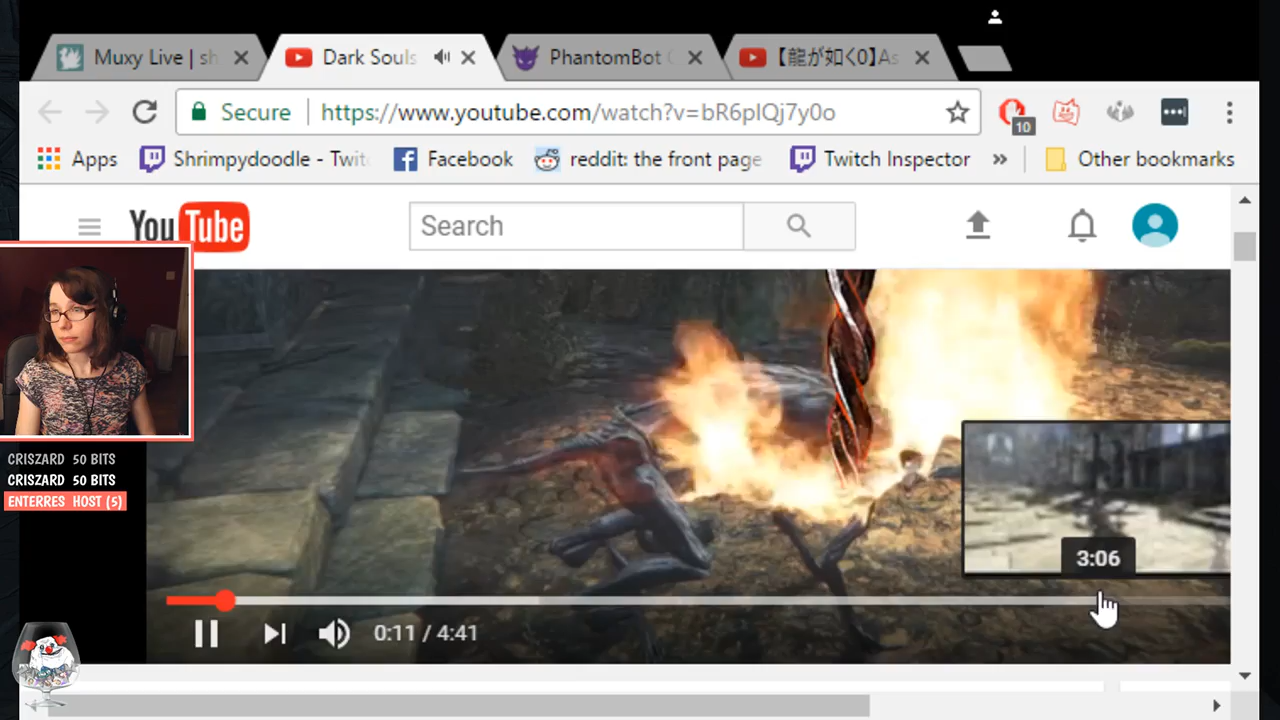 Muxy Live | sh
Dark Souls
PhantomBot C
【龍が如く0】As
Secure
https://www.youtube.com/watch?v=bR6plQj7y0o
10
Apps
Shrimpydoodle - Twit
Facebook
reddit: the front page
Twitch Inspector
»
Other bookmarks
YouTube
Search
CRISZARD 50 BITS
CRISZARD 50 BITS
ENTERRES HOST (5)
3:06
0:11 / 4:41